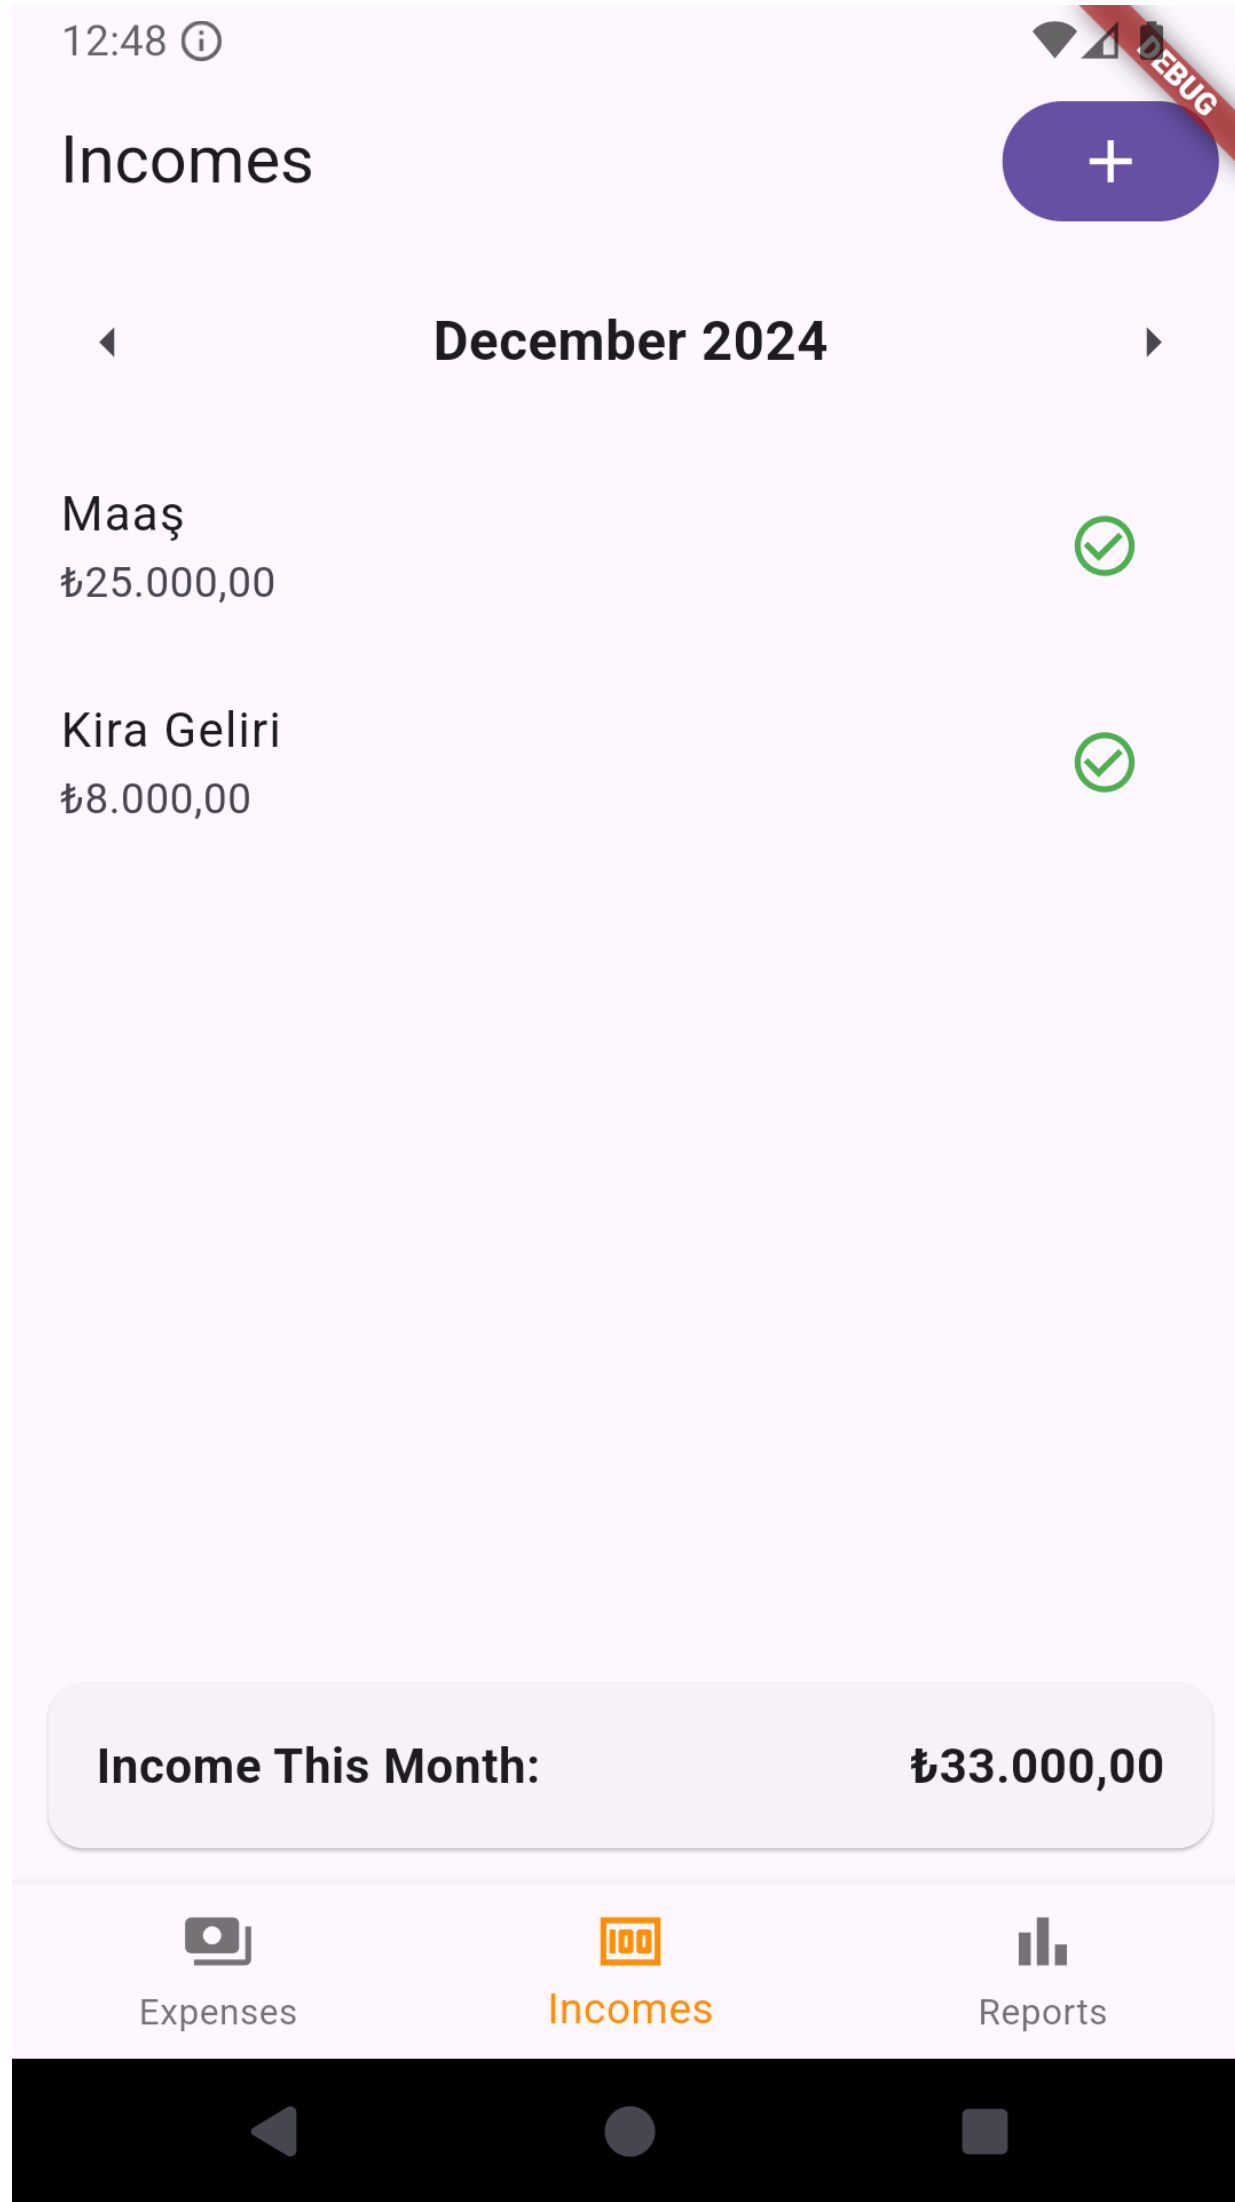 12:48
DEBUG
Incomes
December 2024
Maaş
₺25.000,00
Kira Geliri
₺8.000,00
Income This Month: ₺33.000,00
Expenses
Incomes
Reports